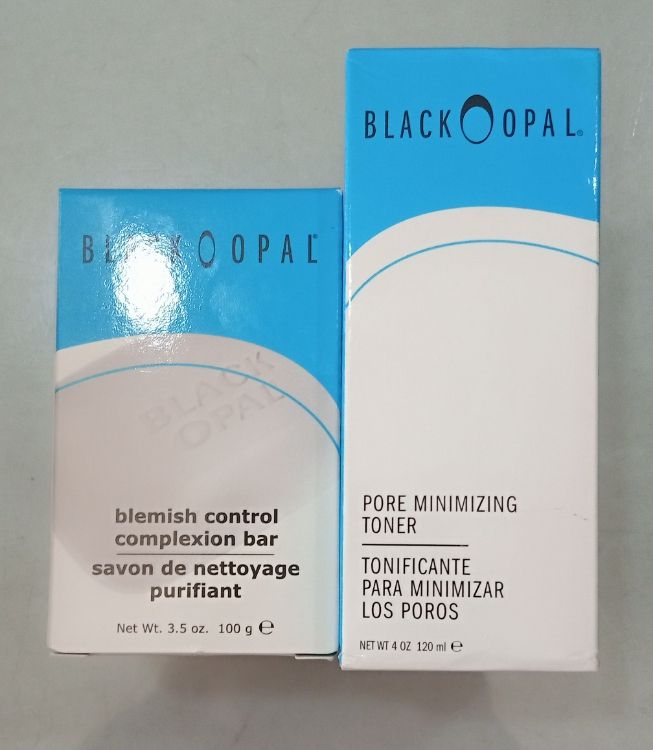 BLACK OPAL
blemish control
complexion bar
savon de nettoyage
purifiant
Net Wt. 3.5 oz. 100 g ℮
BLACK
OPAL
BLACK OPAL®
PORE MINIMIZING
TONER
TONIFICANTE
PARA MINIMIZAR
LOS POROS
NET WT 4 OZ 120 ml ℮